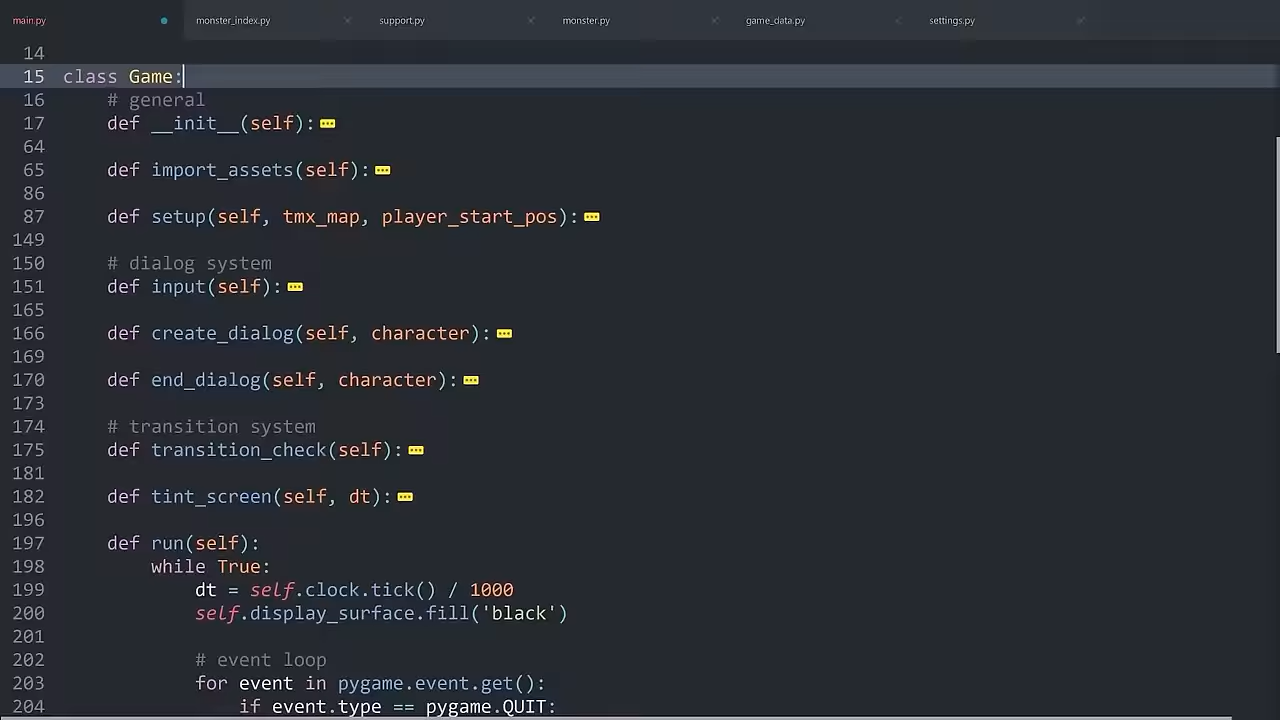 main.py monster_index.py support.py monster.py game_data.py settings.py
14
15 class Game:
16 # general
17 def __init__(self):
64
65 def import_assets(self):
86
87 def setup(self, tmx_map, player_start_pos):
149
150 # dialog system
151 def input(self):
165
166 def create_dialog(self, character):
169
170 def end_dialog(self, character):
173
174 # transition system
175 def transition_check(self):
181
182 def tint_screen(self, dt):
196
197 def run(self):
198 while True:
199 dt = self.clock.tick() / 1000
200 self.display_surface.fill('black')
201
202 # event loop
203 for event in pygame.event.get():
204 if event.type == pygame.QUIT: